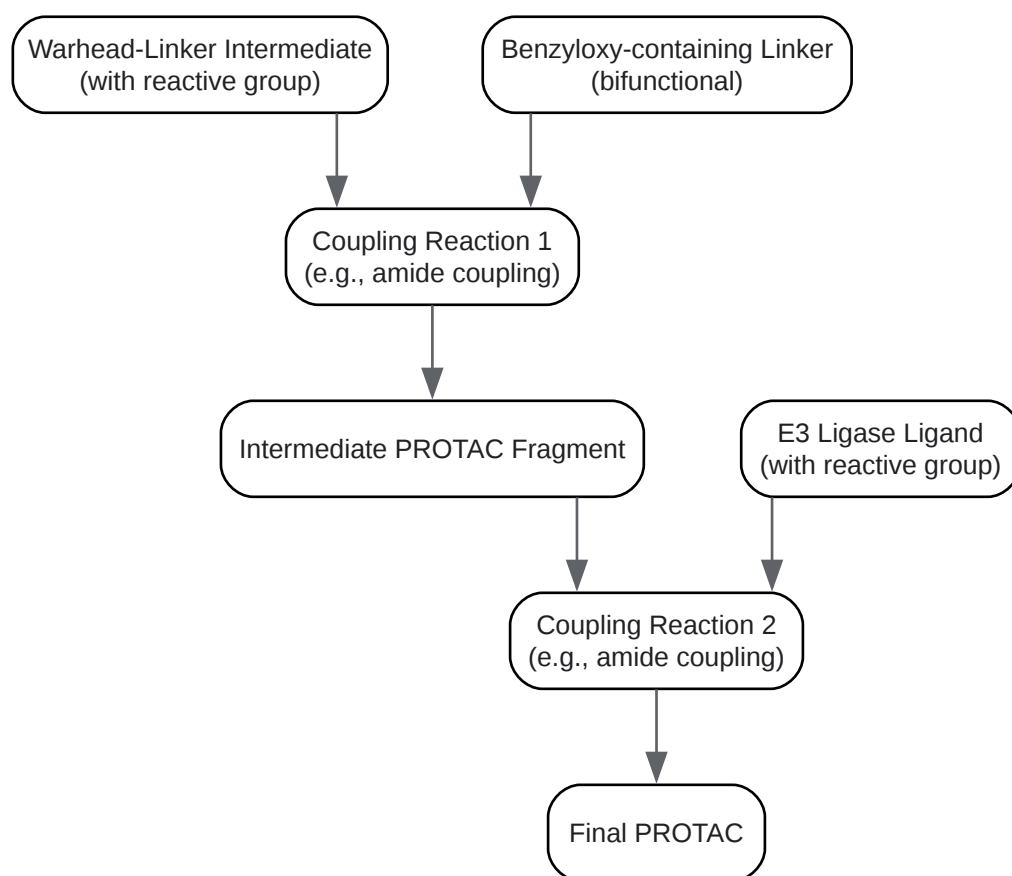 Warhead-Linker Intermediate
(with reactive group)
Benzyloxy-containing Linker
(bifunctional)
Coupling Reaction 1
(e.g., amide coupling)
Intermediate PROTAC Fragment
E3 Ligase Ligand
(with reactive group)
Coupling Reaction 2
(e.g., amide coupling)
Final PROTAC